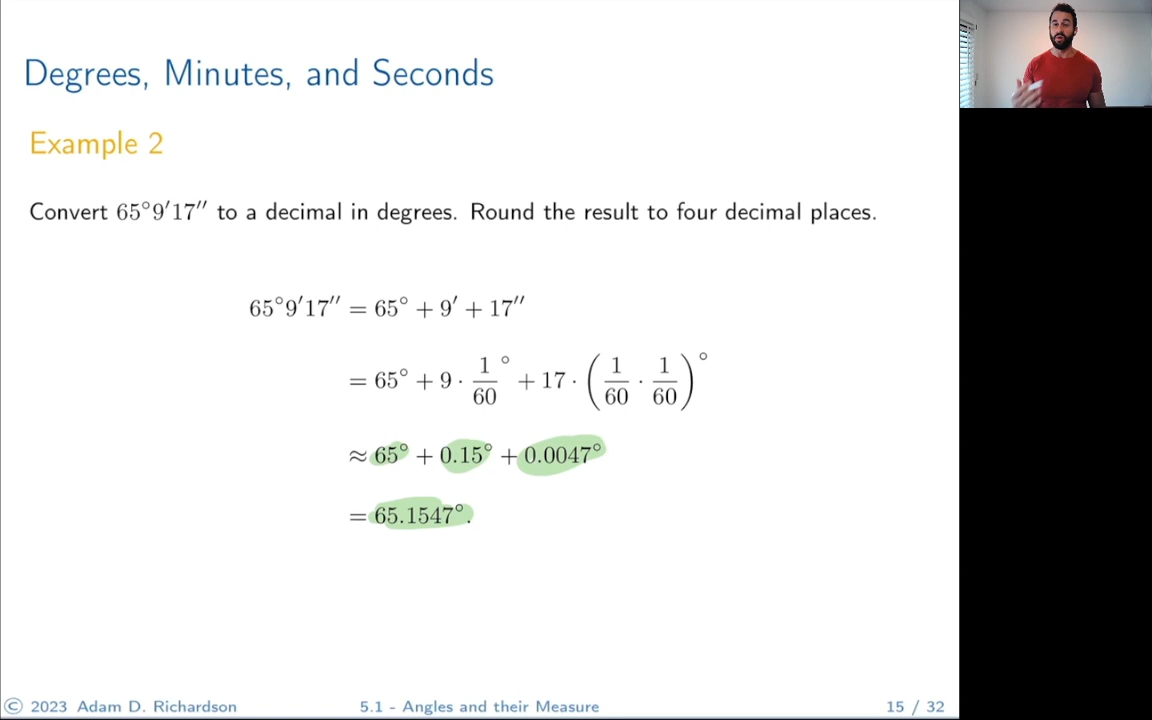 Degrees, Minutes, and Seconds
Example 2
Convert 65°9′17″ to a decimal in degrees. Round the result to four decimal places.
65°9′17″ = 65° + 9′ + 17″
= 65° + 9 · 1/60° + 17 · (1/60 · 1/60)°
≈ 65° + 0.15° + 0.0047°
= 65.1547°.
© 2023 Adam D. Richardson 5.1 - Angles and their Measure 15 / 32